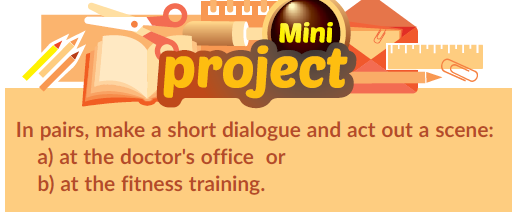 Mini
project
In pairs, make a short dialogue and act out a scene:
a) at the doctor's office or
b) at the fitness training.